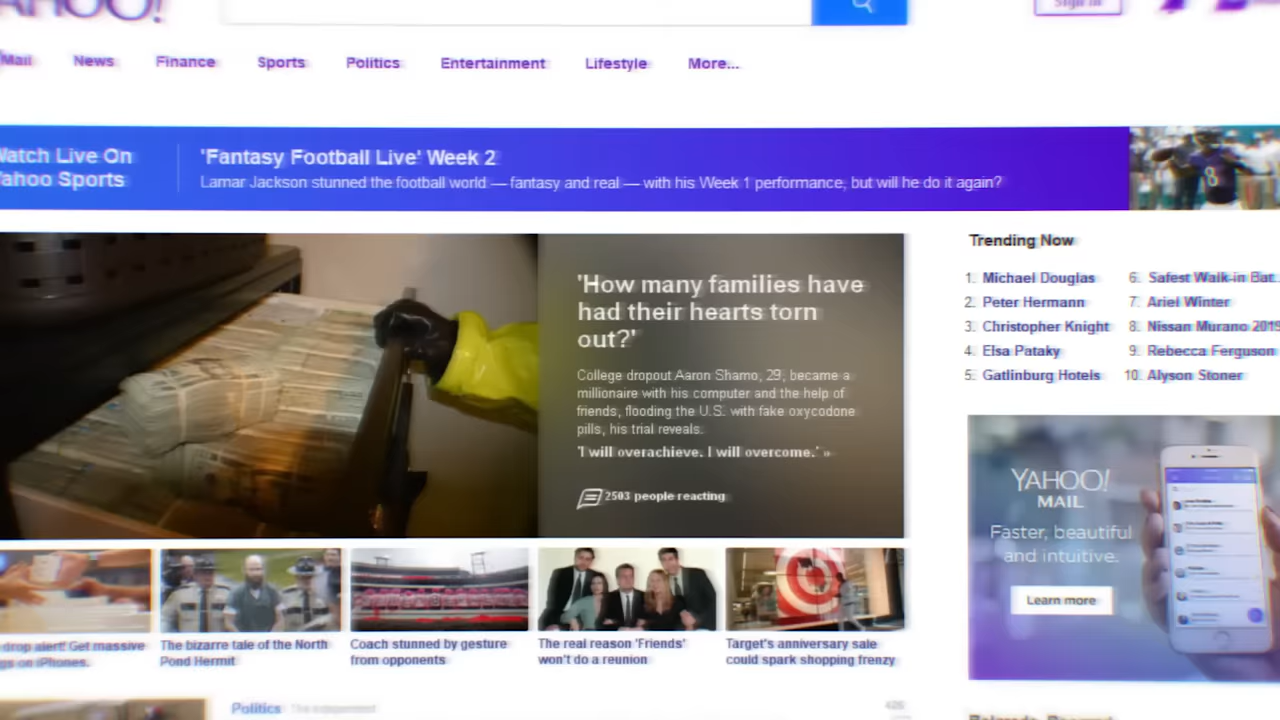 Sign in
Mail News Finance Sports Politics Entertainment Lifestyle More...
Watch Live On
Yahoo Sports
'Fantasy Football Live' Week 2
Lamar Jackson stunned the football world — fantasy and real — with his Week 1 performance, but will he do it again?
8
'How many families have
had their hearts torn
out?'
College dropout Aaron Shamo, 29, became a
millionaire with his computer and the help of
friends, flooding the U.S. with fake oxycodone
pills, his trial reveals.
'I will overachieve. I will overcome.' »
2503 people reacting
drop alert! Get massive
on iPhones.
The bizarre tale of the North
Pond Hermit
Coach stunned by gesture
from opponents
The real reason 'Friends'
won't do a reunion
Target's anniversary sale
could spark shopping frenzy
Politics The Independent
Trending Now
1. Michael Douglas
2. Peter Hermann
3. Christopher Knight
4. Elsa Pataky
5. Gatlinburg Hotels
6. Safest Walk-in Bat...
7. Ariel Winter
8. Nissan Murano 2019
9. Rebecca Ferguson
10. Alyson Stoner
YAHOO!
MAIL
Faster, beautiful
and intuitive.
Learn more